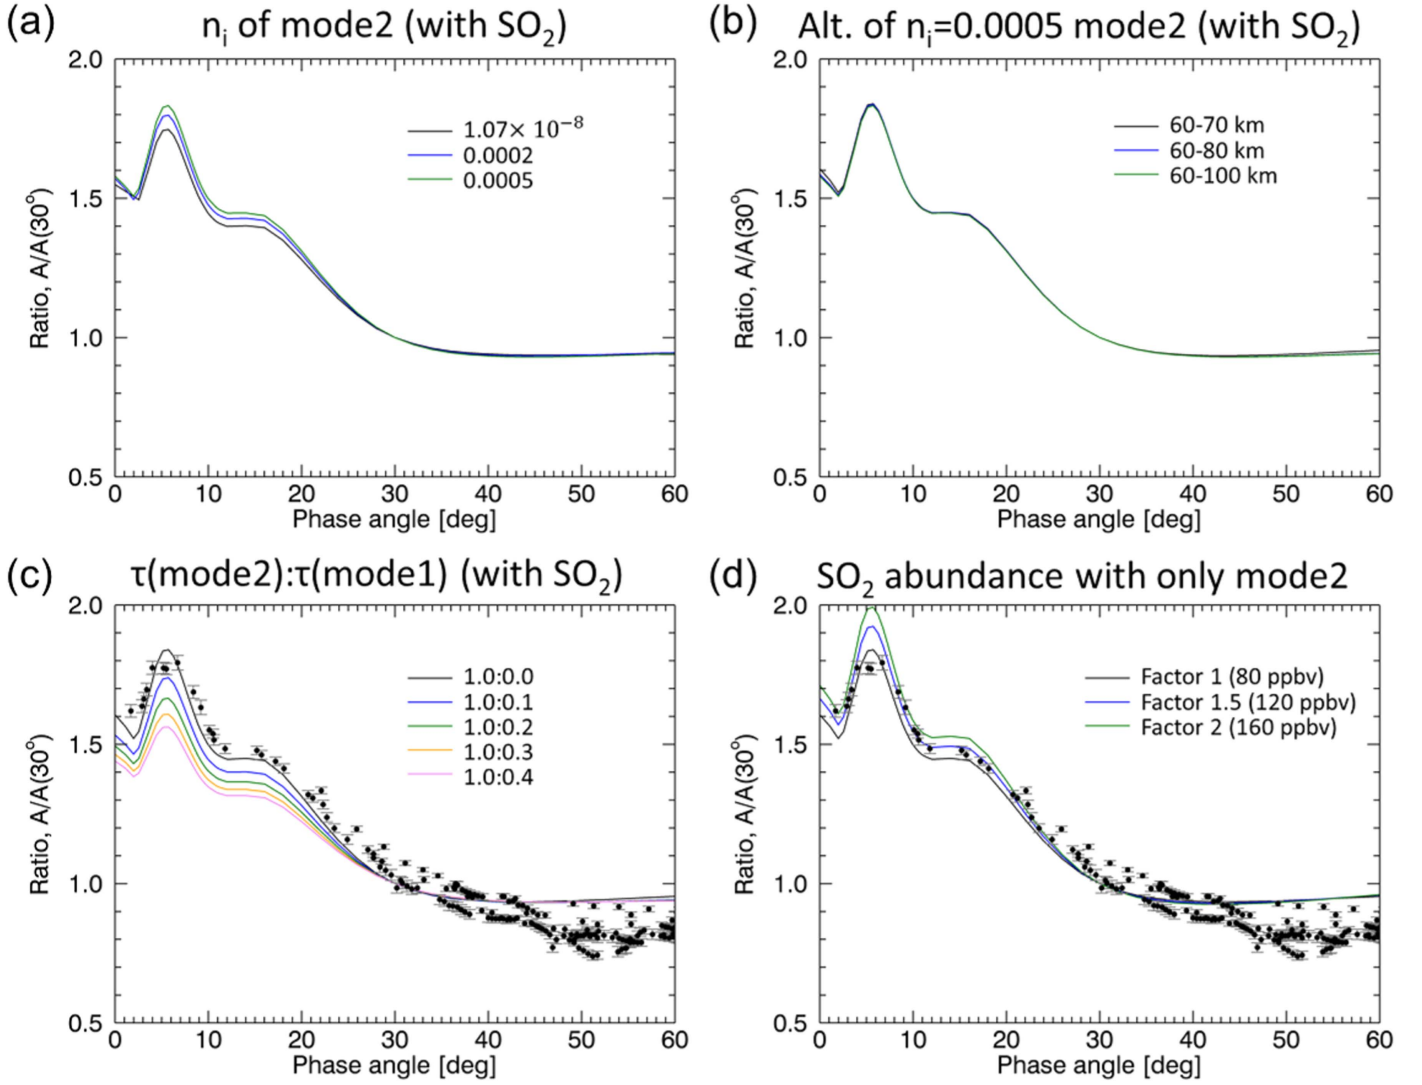 (a) nᵢ of mode2 (with SO₂)
2.0
1.5
1.0
0.5
Ratio, A/A(30°)
1.07× 10⁻⁸
0.0002
0.0005
0 10 20 30 40 50 60
Phase angle [deg]
(b) Alt. of nᵢ=0.0005 mode2 (with SO₂)
2.0
1.5
1.0
0.5
Ratio, A/A(30°)
60-70 km
60-80 km
60-100 km
0 10 20 30 40 50 60
Phase angle [deg]
(c) τ(mode2):τ(mode1) (with SO₂)
2.0
1.5
1.0
0.5
Ratio, A/A(30°)
1.0:0.0
1.0:0.1
1.0:0.2
1.0:0.3
1.0:0.4
0 10 20 30 40 50 60
Phase angle [deg]
(d) SO₂ abundance with only mode2
2.0
1.5
1.0
0.5
Ratio, A/A(30°)
Factor 1 (80 ppbv)
Factor 1.5 (120 ppbv)
Factor 2 (160 ppbv)
0 10 20 30 40 50 60
Phase angle [deg]